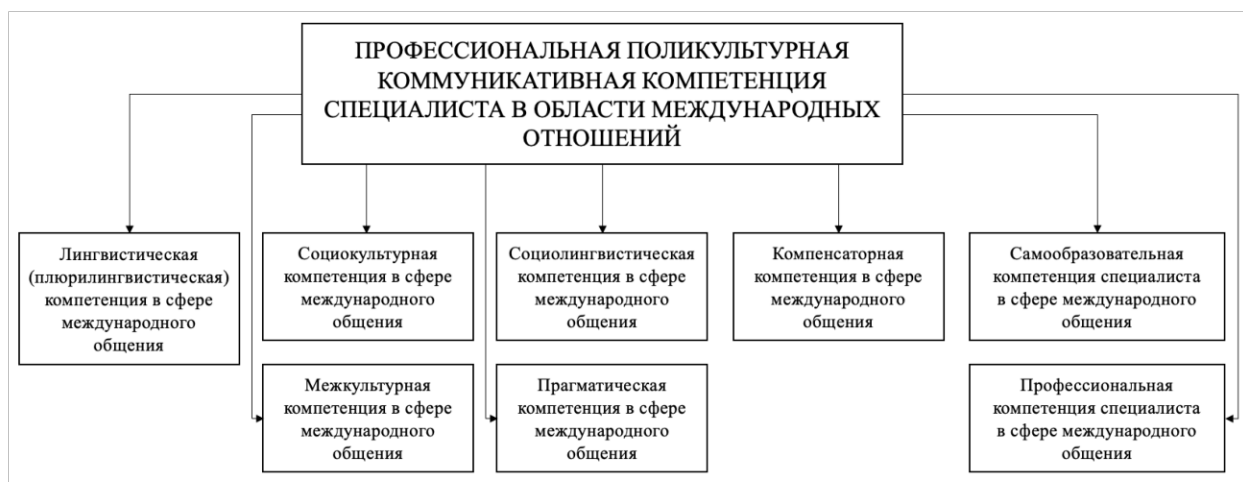 ПРОФЕССИОНАЛЬНАЯ ПОЛИКУЛЬТУРНАЯ
КОММУНИКАТИВНАЯ КОМПЕТЕНЦИЯ
СПЕЦИАЛИСТА В ОБЛАСТИ МЕЖДУНАРОДНЫХ
ОТНОШЕНИЙ
Лингвистическая
(плюрилингвистическая)
компетенция в сфере
международного
общения
Социокультурная
компетенция в сфере
международного
общения
Социолингвистическая
компетенция в сфере
международного
общения
Компенсаторная
компетенция в сфере
международного
общения
Самообразовательная
компетенция специалиста
в сфере международного
общения
Межкультурная
компетенция в сфере
международного
общения
Прагматическая
компетенция в сфере
международного
общения
Профессиональная
компетенция специалиста
в сфере международного
общения